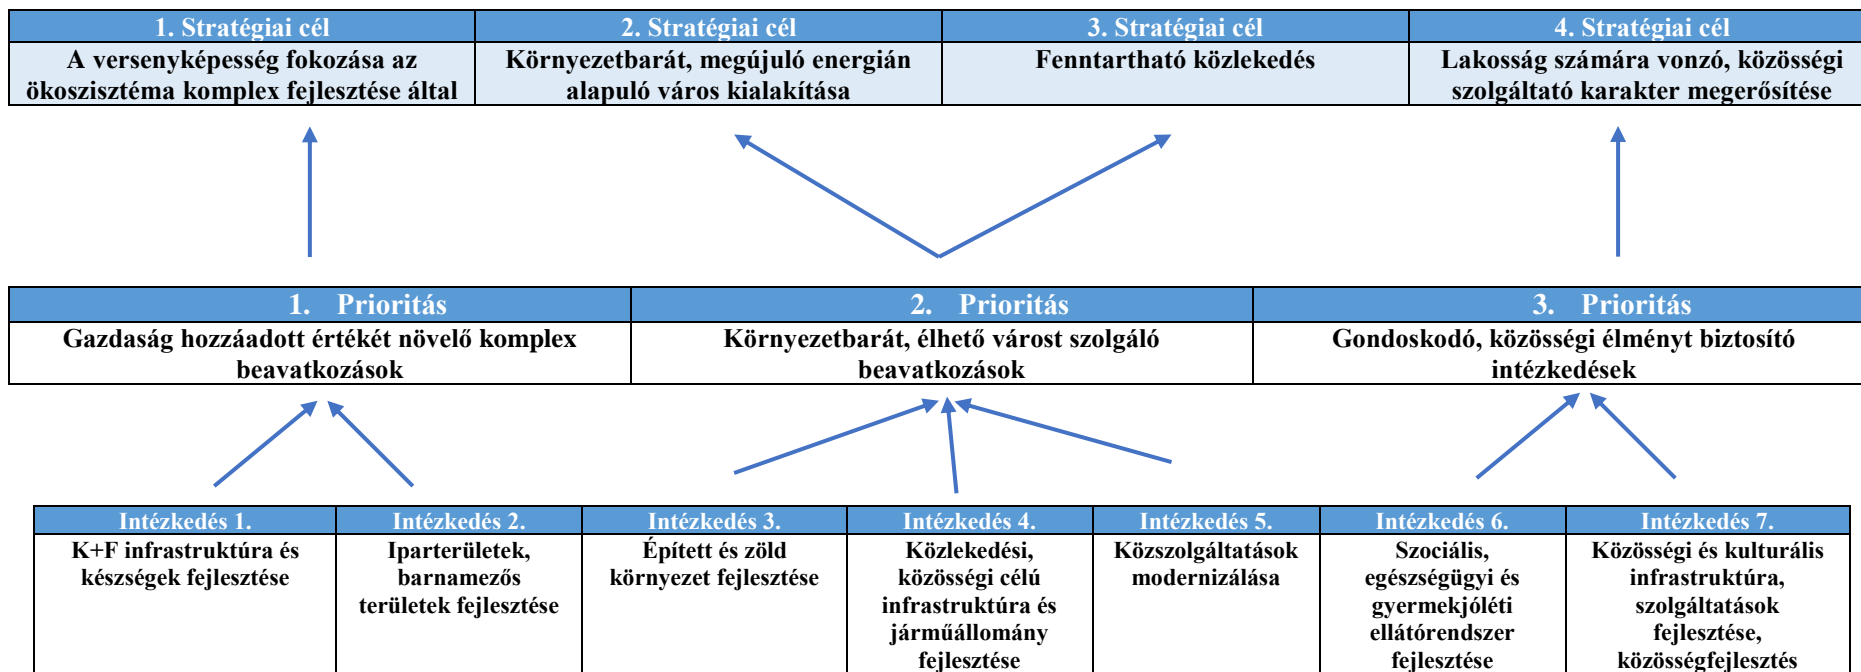 1. Stratégiai cél
2. Stratégiai cél
3. Stratégiai cél
4. Stratégiai cél
A versenyképesség fokozása az
ökoszisztéma komplex fejlesztése által
Környezetbarát, megújuló energián
alapuló város kialakítása
Fenntartható közlekedés
Lakosság számára vonzó, közösségi
szolgáltató karakter megerősítése
1. Prioritás
2. Prioritás
3. Prioritás
Gazdaság hozzáadott értékét növelő komplex
beavatkozások
Környezetbarát, élhető várost szolgáló
beavatkozások
Gondoskodó, közösségi élményt biztosító
intézkedések
Intézkedés 1.
Intézkedés 2.
Intézkedés 3.
Intézkedés 4.
Intézkedés 5.
Intézkedés 6.
Intézkedés 7.
K+F infrastruktúra és
készségek fejlesztése
Iparterületek,
barnamezős
területek fejlesztése
Épített és zöld
környezet fejlesztése
Közlekedési,
közösségi célú
infrastruktúra és
járműállomány
fejlesztése
Közszolgáltatások
modernizálása
Szociális,
egészségügyi és
gyermekjóléti
ellátórendszer
fejlesztése
Közösségi és kulturális
infrastruktúra,
szolgáltatások
fejlesztése,
közösségfejlesztés